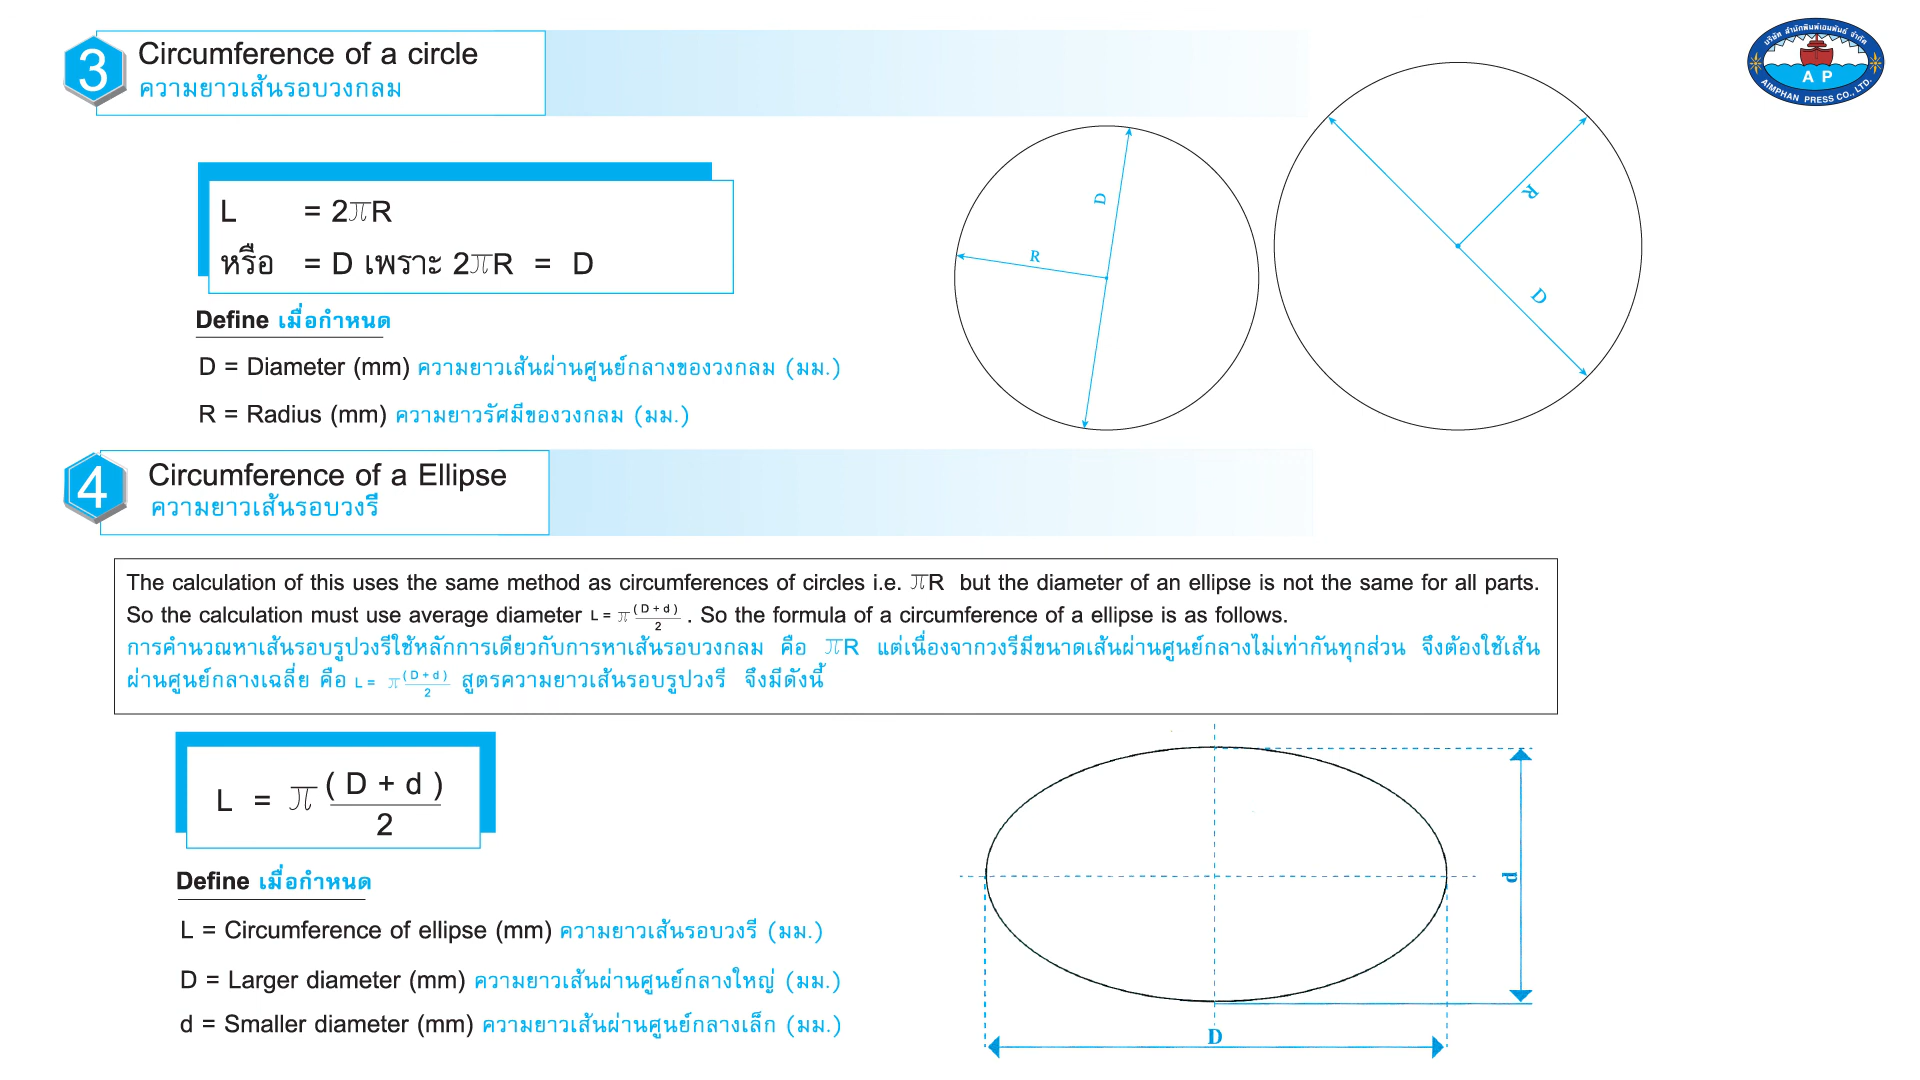 3
Circumference of a circle
ความยาวเส้นรอบวงกลม
บริษัท สำนักพิมพ์เอมพันธ์ จำกัด
A P
AIMPHAN PRESS CO., LTD.
L = 2πR
หรือ = D เพราะ 2πR = D
Define เมื่อกำหนด
D = Diameter (mm) ความยาวเส้นผ่านศูนย์กลางของวงกลม (มม.)
R = Radius (mm) ความยาวรัศมีของวงกลม (มม.)
D
R
R
D
4
Circumference of a Ellipse
ความยาวเส้นรอบวงรี
The calculation of this uses the same method as circumferences of circles i.e. πR but the diameter of an ellipse is not the same for all parts.
So the calculation must use average diameter L = π(D + d)/2 . So the formula of a circumference of a ellipse is as follows.
การคำนวณหาเส้นรอบรูปวงรีใช้หลักการเดียวกับการหาเส้นรอบวงกลม คือ πR แต่เนื่องจากวงรีมีขนาดเส้นผ่านศูนย์กลางไม่เท่ากันทุกส่วน จึงต้องใช้เส้น
ผ่านศูนย์กลางเฉลี่ย คือ L = π(D + d)/2 สูตรความยาวเส้นรอบรูปวงรี จึงมีดังนี้
L = π ( D + d )
2
Define เมื่อกำหนด
L = Circumference of ellipse (mm) ความยาวเส้นรอบวงรี (มม.)
D = Larger diameter (mm) ความยาวเส้นผ่านศูนย์กลางใหญ่ (มม.)
d = Smaller diameter (mm) ความยาวเส้นผ่านศูนย์กลางเล็ก (มม.)
d
D